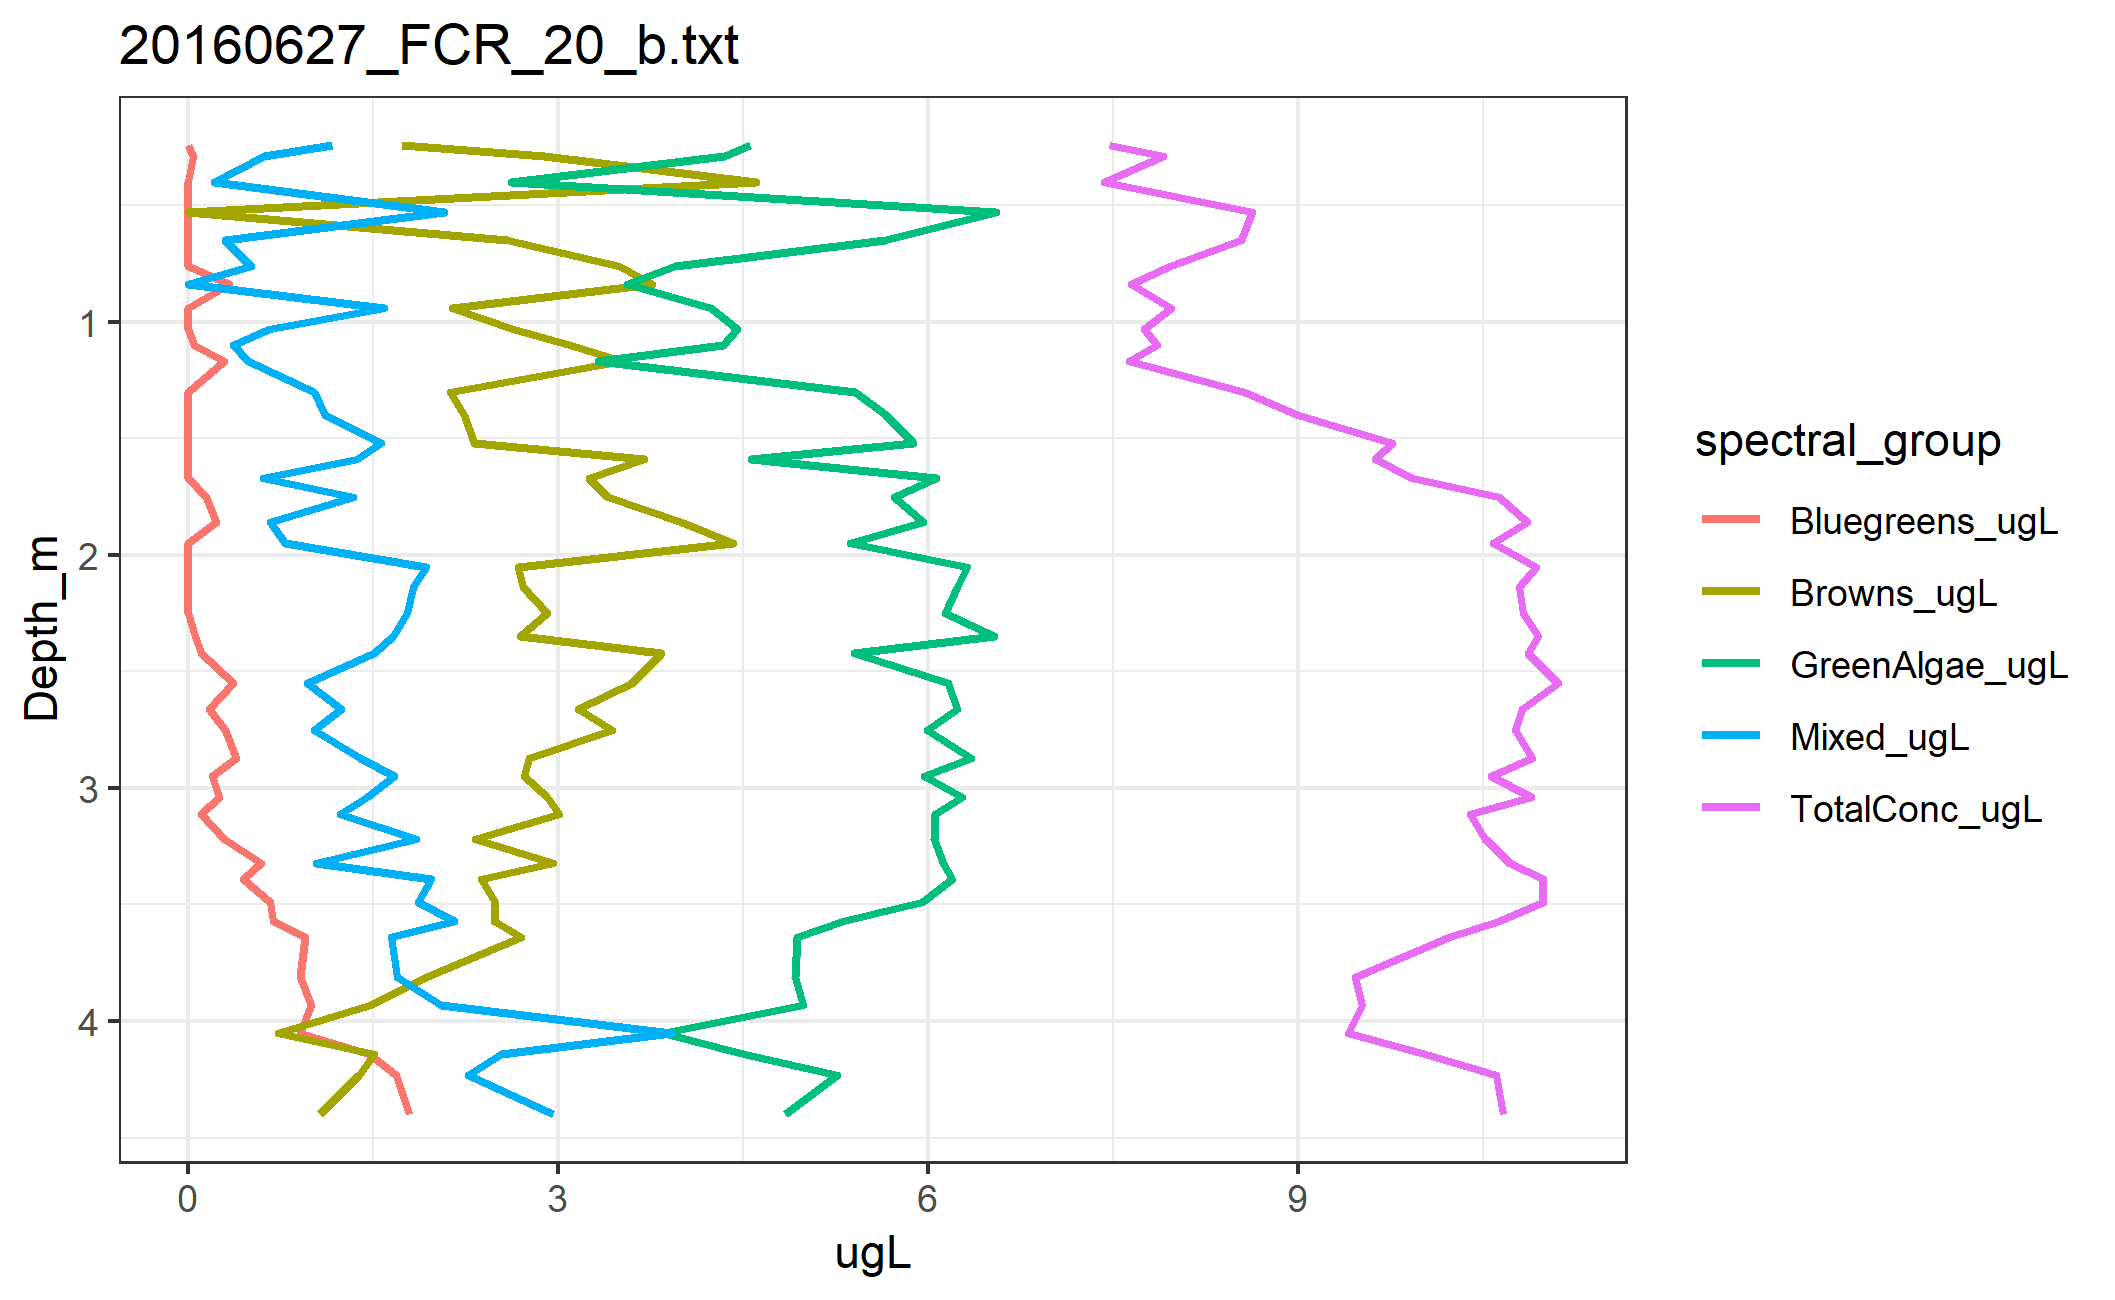 20160627_FCR_20_b.txt
Depth_m
1
2
3
4
0 3 6 9
ugL
spectral_group
Bluegreens_ugL
Browns_ugL
GreenAlgae_ugL
Mixed_ugL
TotalConc_ugL